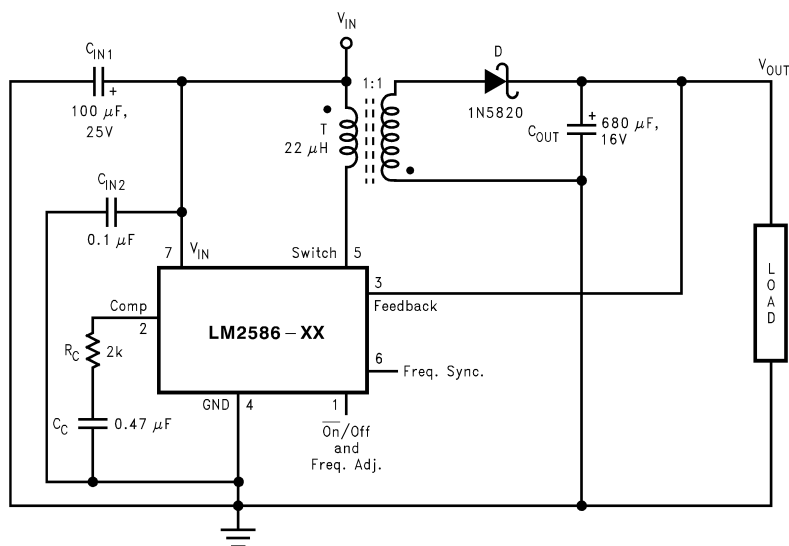 V_IN
C_IN1
+
100 μF,
25V
1:1
T
22 μH
D
1N5820
V_OUT
C_OUT
+ 680 μF,
16V
C_IN2
0.1 μF
7 V_IN
Switch 5
3
Feedback
LOAD
Comp
2
LM2586–XX
R_C 2k
6
Freq. Sync.
C_C 0.47 μF
GND 4
1
O̅n̅/Off
and
Freq. Adj.